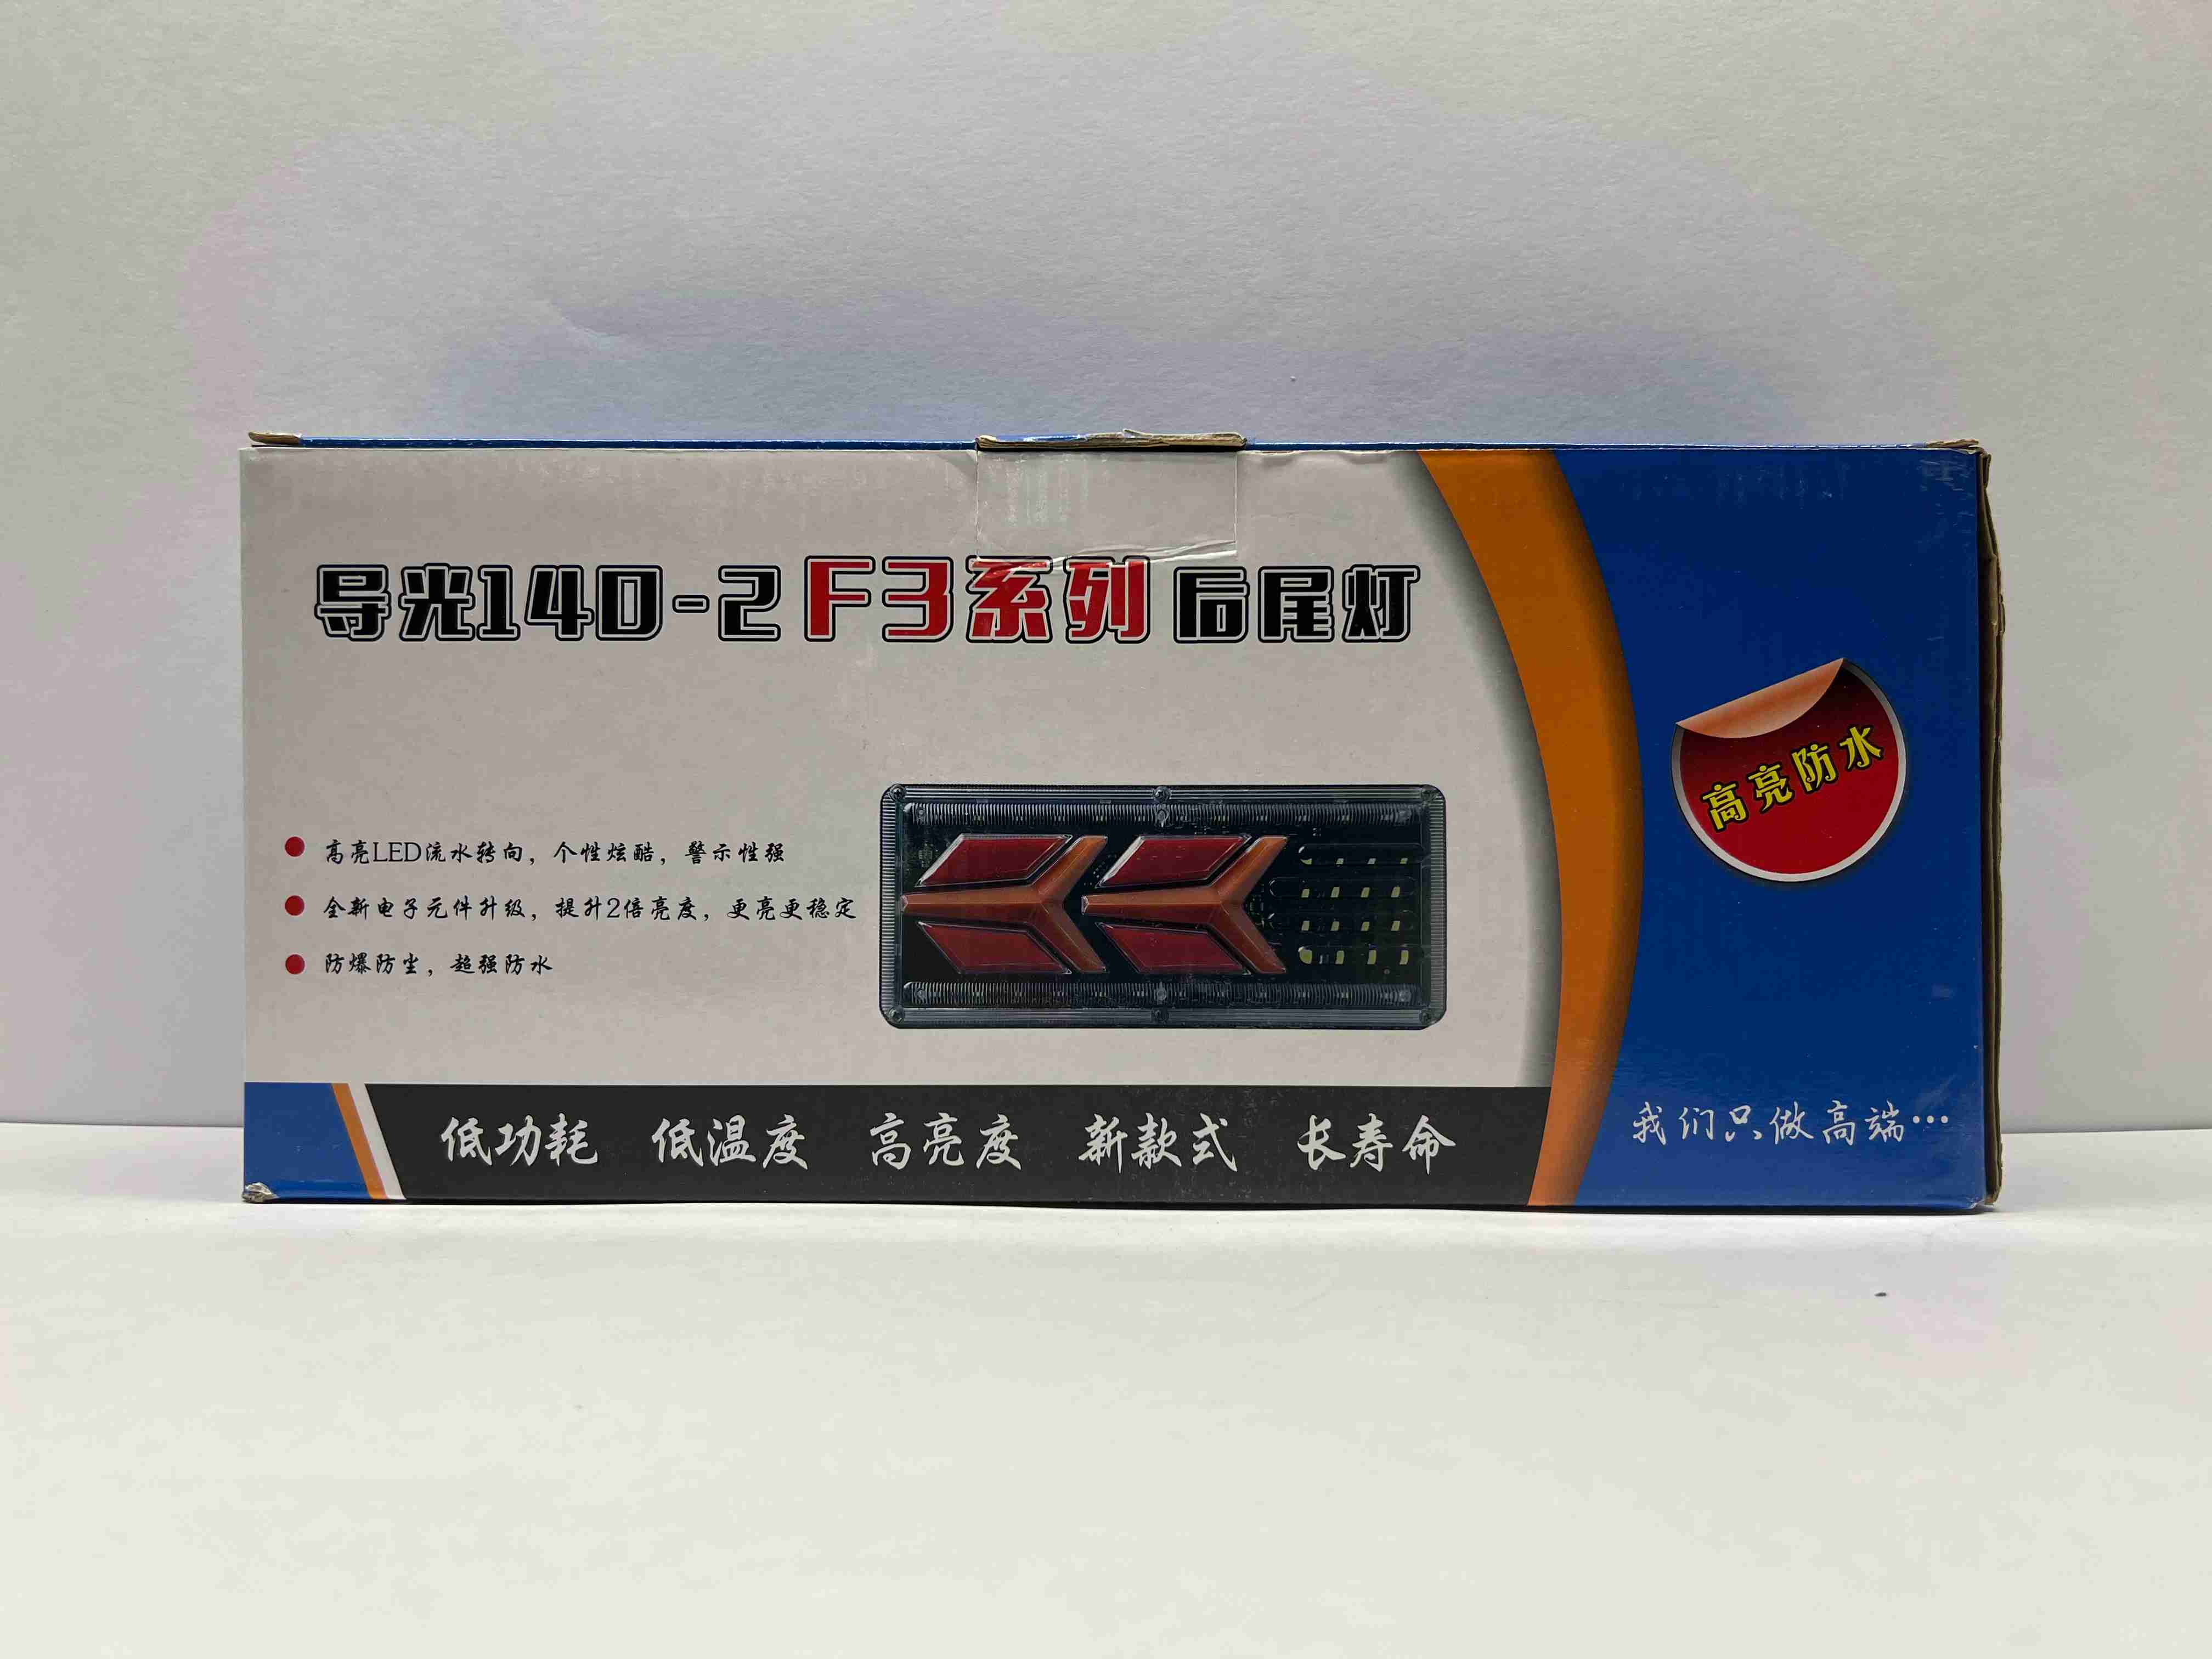 导光140-2 F3系列 后尾灯
高亮防水
高亮LED流水转向，个性炫酷，警示性强
全新电子元件升级，提升2倍亮度，更亮更稳定
防爆防尘，超强防水
低功耗 低温度 高亮度 新款式 长寿命
我们只做高端…